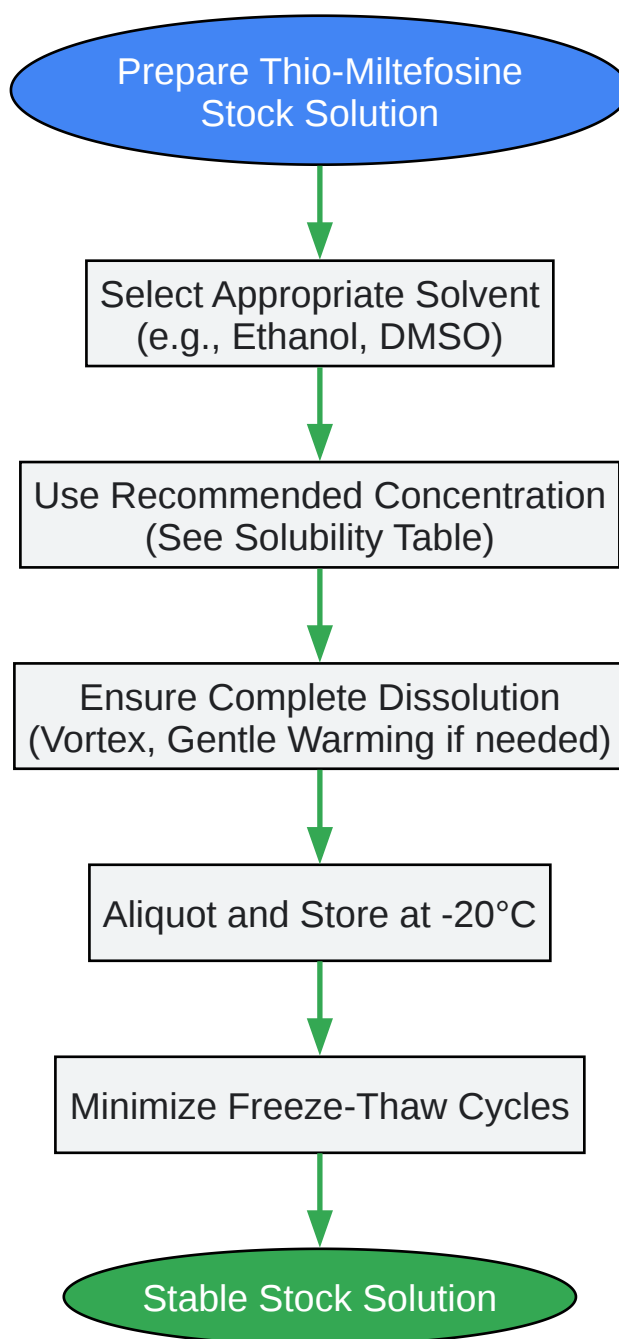 Prepare Thio-Miltefosine
Stock Solution
Select Appropriate Solvent
(e.g., Ethanol, DMSO)
Use Recommended Concentration
(See Solubility Table)
Ensure Complete Dissolution
(Vortex, Gentle Warming if needed)
Aliquot and Store at -20°C
Minimize Freeze-Thaw Cycles
Stable Stock Solution